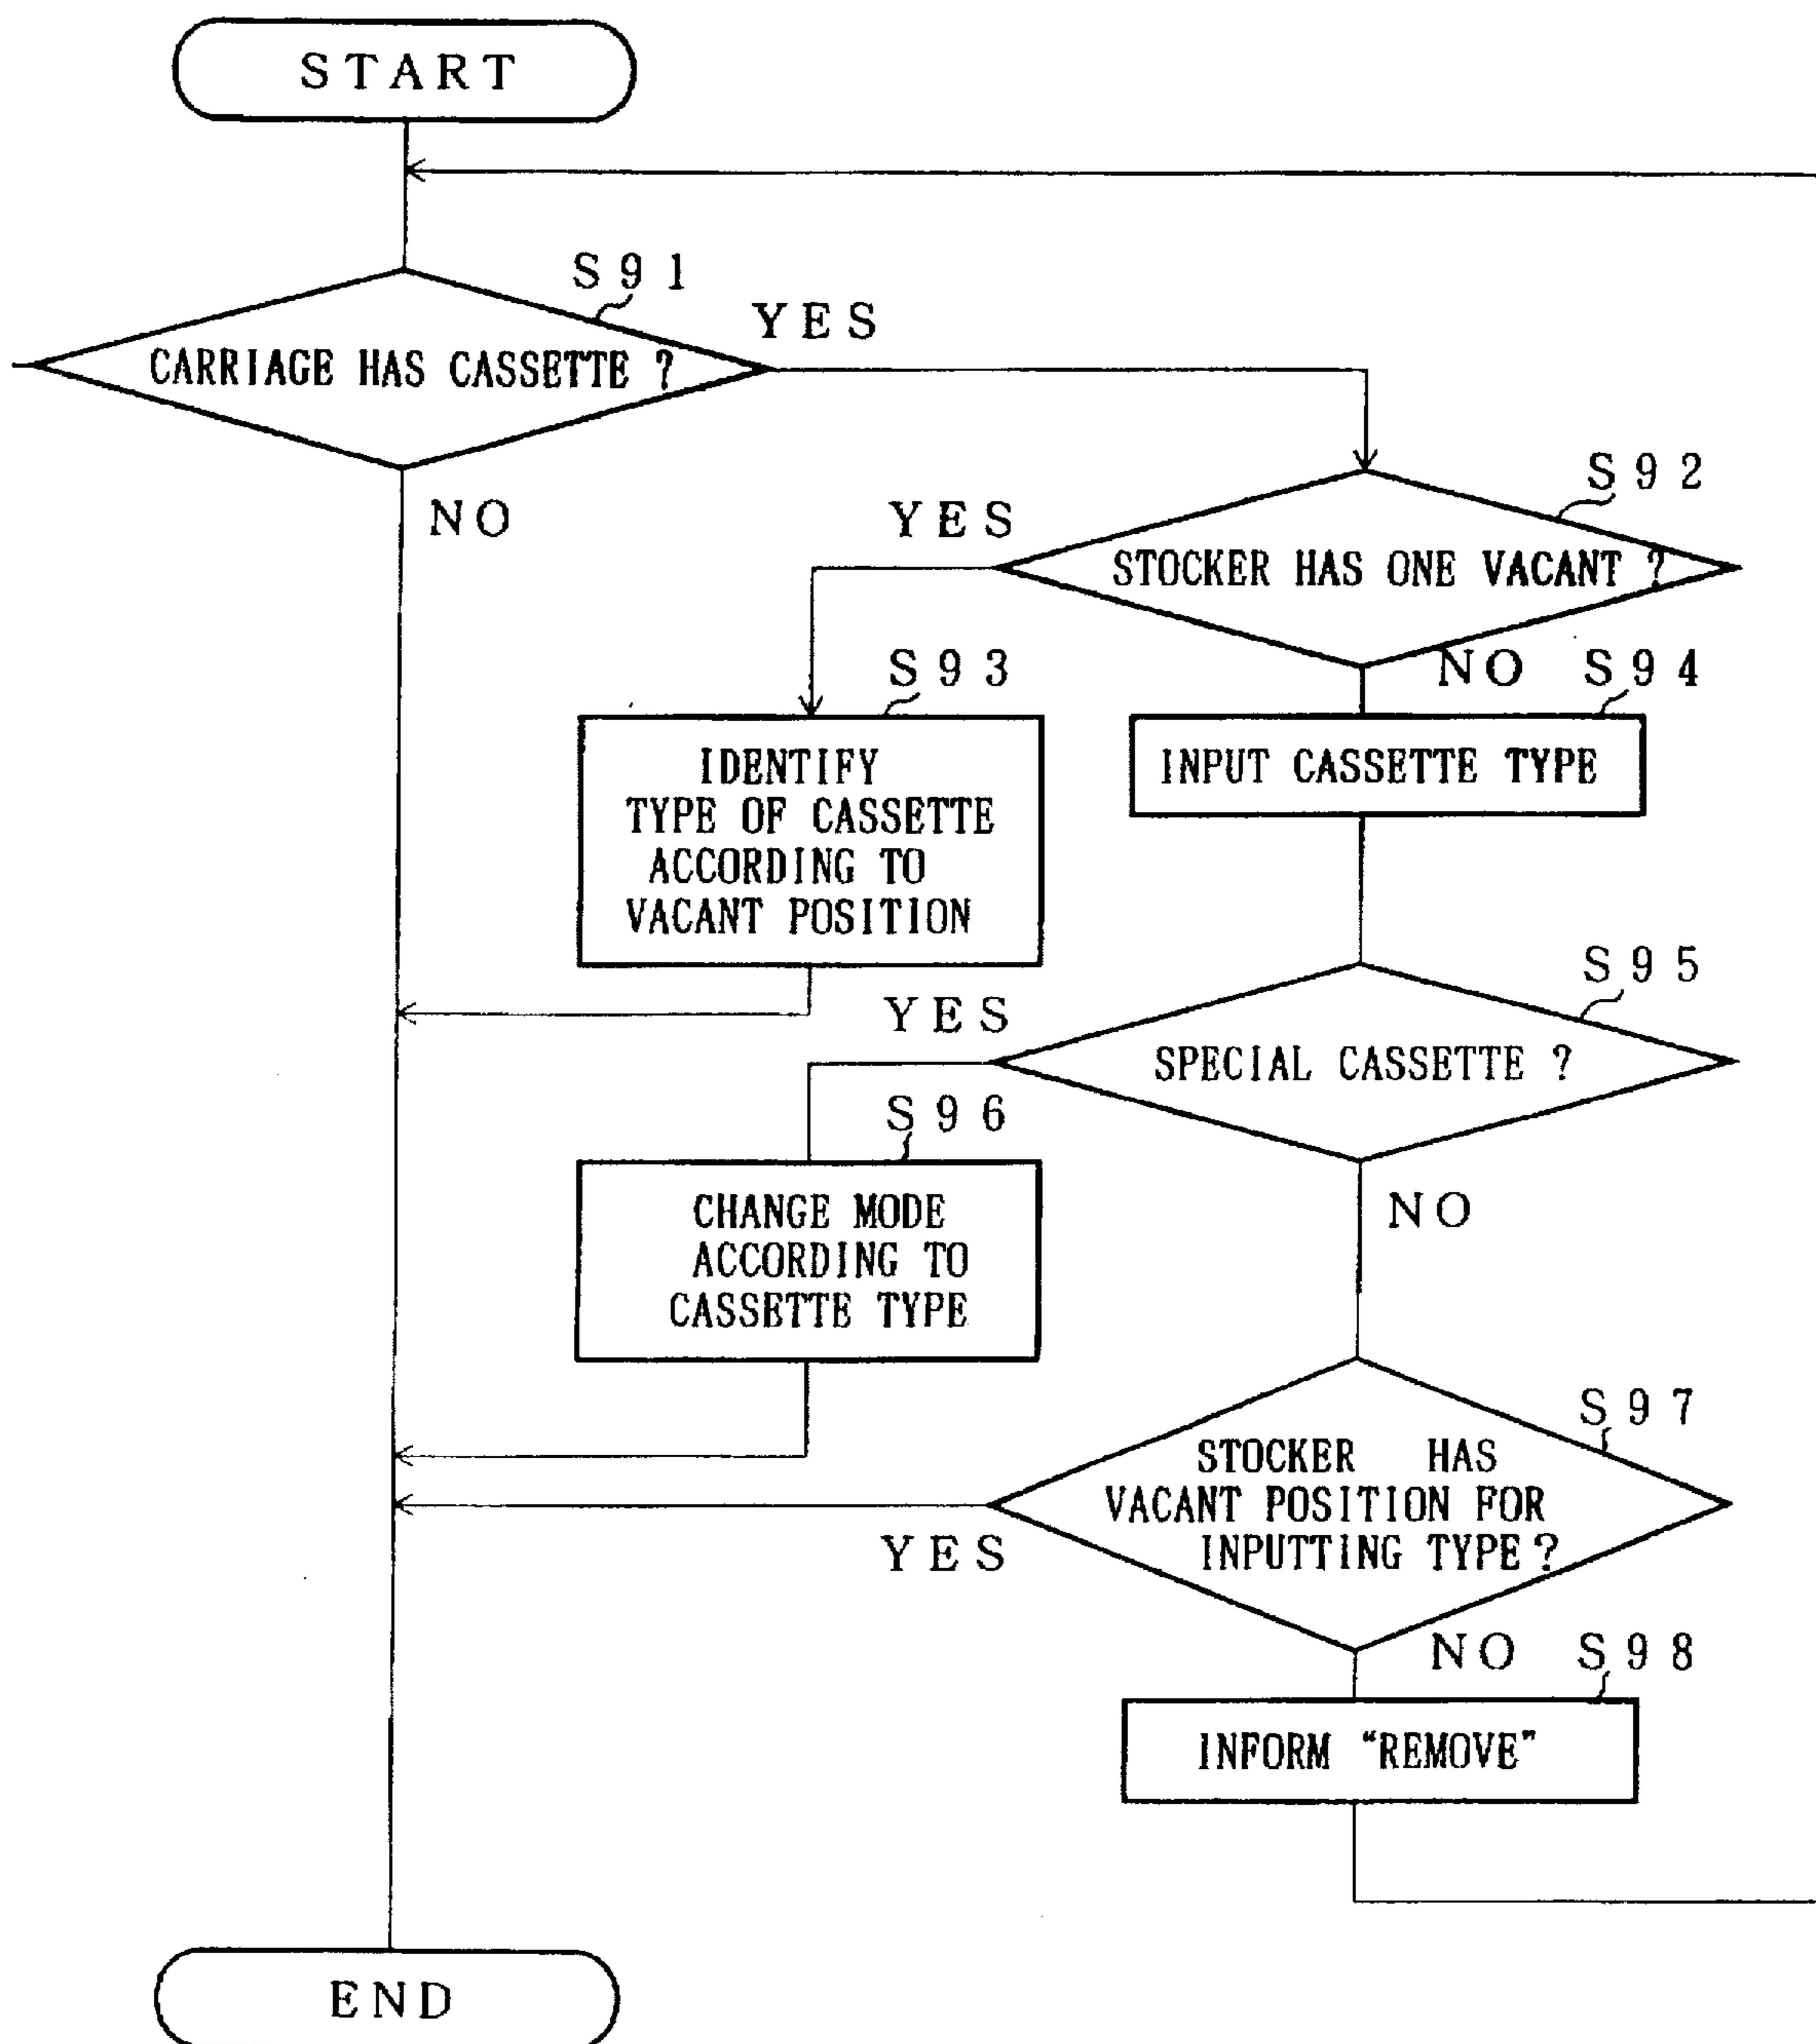 START
S91
YES
CARRIAGE HAS CASSETTE ?
NO
S92
YES
STOCKER HAS ONE VACANT ?
S93
NO
S94
IDENTIFY
TYPE OF CASSETTE
ACCORDING TO
VACANT POSITION
INPUT CASSETTE TYPE
S95
YES
SPECIAL CASSETTE ?
S96
NO
CHANGE MODE
ACCORDING TO
CASSETTE TYPE
S97
STOCKER HAS
VACANT POSITION FOR
INPUTTING TYPE?
YES
NO
S98
INFORM “REMOVE”
END